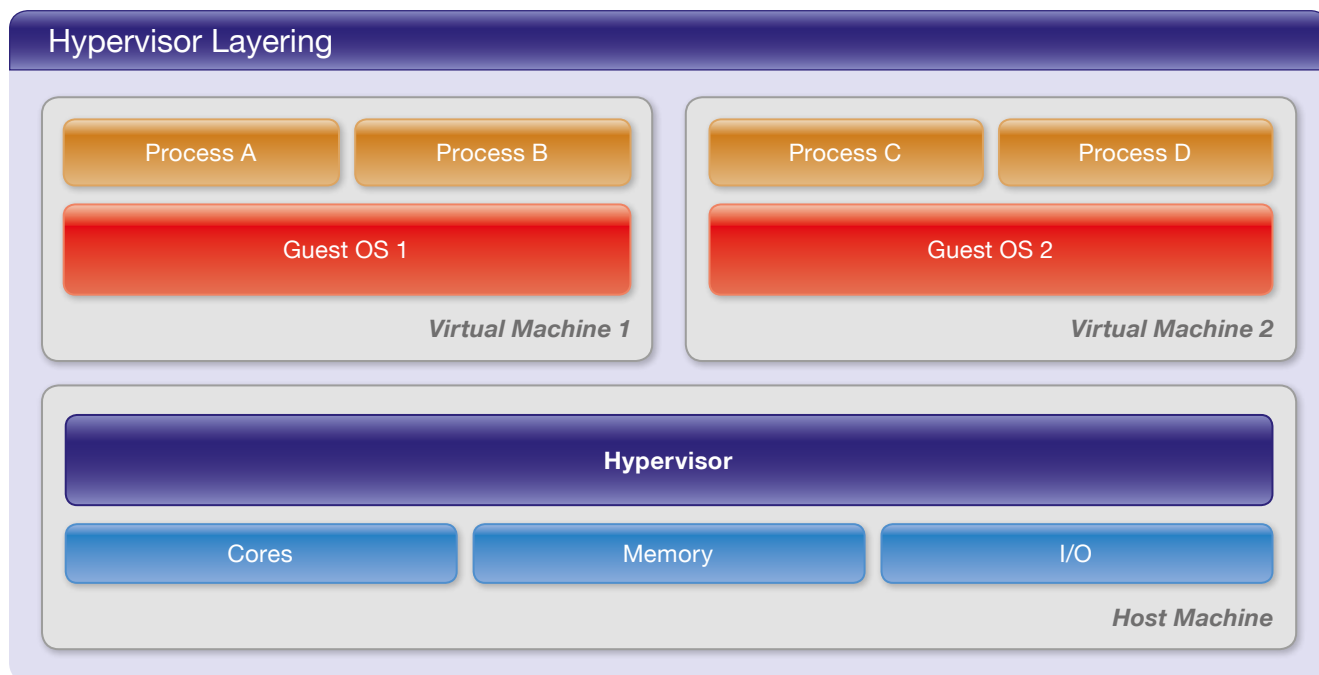 Hypervisor Layering
Process A
Process B
Process C
Process D
Guest OS 1
Guest OS 2
Virtual Machine 1
Virtual Machine 2
Hypervisor
Cores
Memory
I/O
Host Machine